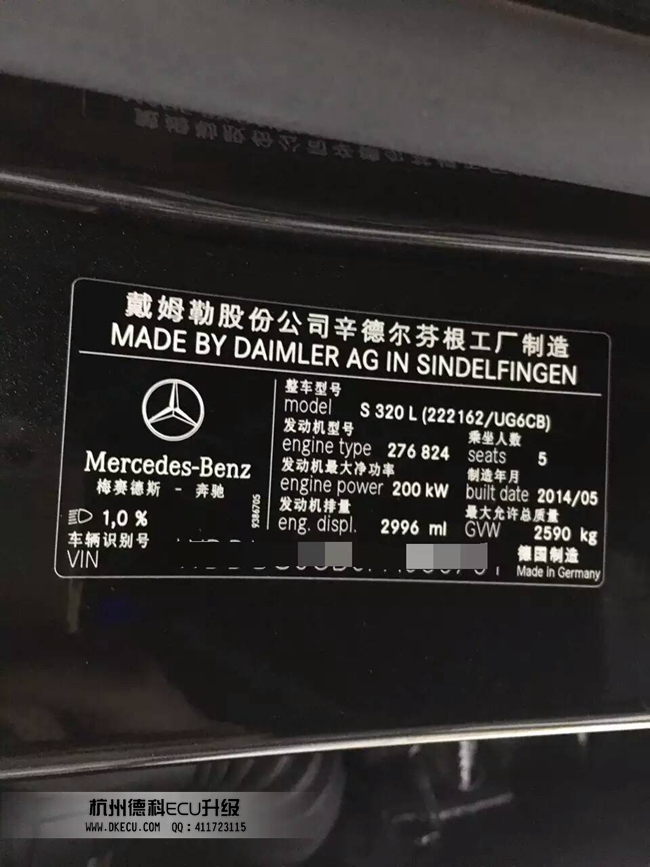 戴姆勒股份公司辛德尔芬根工厂制造
MADE BY DAIMLER AG IN SINDELFINGEN
Mercedes-Benz
梅赛德斯 - 奔驰
1,0 %
车辆识别号
VIN
9386705
整车型号
model S 320 L (222162/UG6CB)
发动机型号
engine type 276 824
乘坐人数
seats 5
发动机最大净功率
engine power 200 kW
制造年月
built date 2014/05
发动机排量
eng. displ. 2996 ml
最大允许总质量
GVW 2590 kg
德国制造
Made in Germany
杭州德科ECU升级
WWW.DKECU.COM QQ:411723115